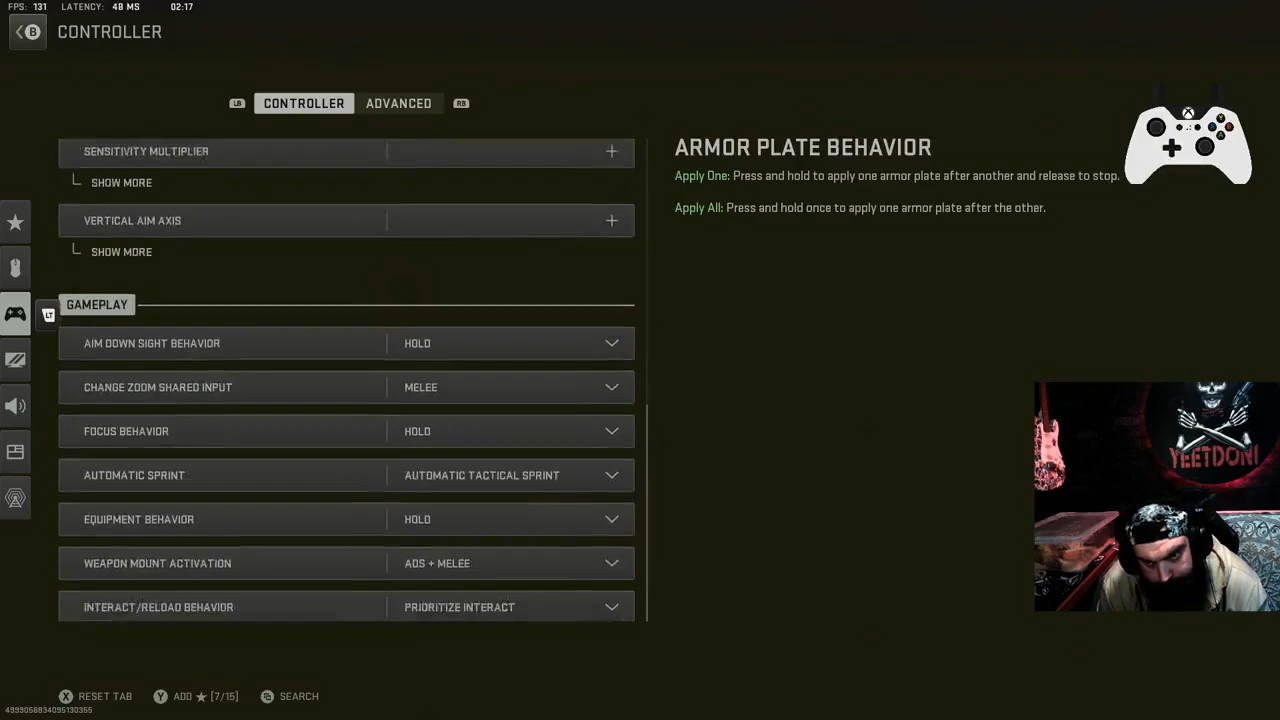 FPS: 131 LATENCY: 48 MS 02:17
B CONTROLLER
LB CONTROLLER ADVANCED RB
SENSITIVITY MULTIPLIER
SHOW MORE
VERTICAL AIM AXIS
SHOW MORE
LT GAMEPLAY
AIM DOWN SIGHT BEHAVIOR HOLD
CHANGE ZOOM SHARED INPUT MELEE
FOCUS BEHAVIOR HOLD
AUTOMATIC SPRINT AUTOMATIC TACTICAL SPRINT
EQUIPMENT BEHAVIOR HOLD
WEAPON MOUNT ACTIVATION ADS + MELEE
INTERACT/RELOAD BEHAVIOR PRIORITIZE INTERACT
ARMOR PLATE BEHAVIOR
Apply One: Press and hold to apply one armor plate after another and release to stop.
Apply All: Press and hold once to apply one armor plate after the other.
Y
X B
A
YEETDONI
X RESET TAB Y ADD ★ [7/15] SEARCH
4999056834095130355